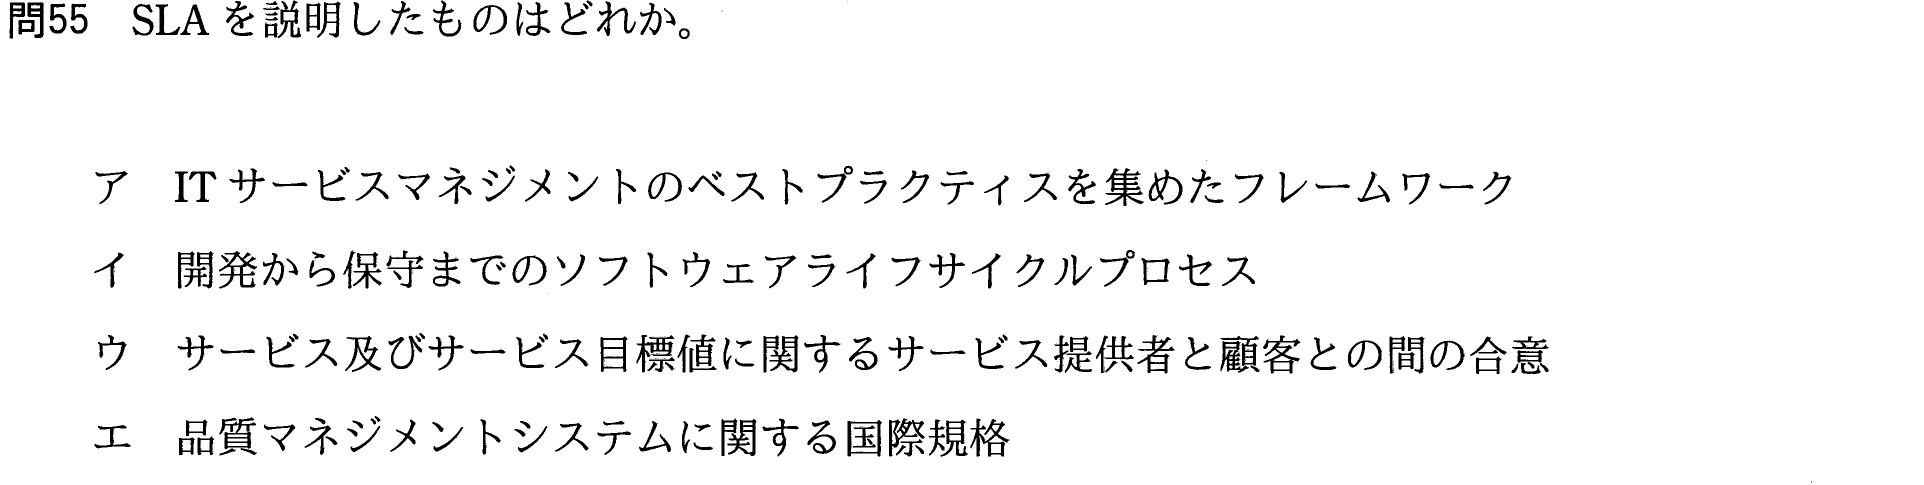 問55　SLA を説明したものはどれか。
ア　IT サービスマネジメントのベストプラクティスを集めたフレームワーク
イ　開発から保守までのソフトウェアライフサイクルプロセス
ウ　サービス及びサービス目標値に関するサービス提供者と顧客との間の合意
エ　品質マネジメントシステムに関する国際規格